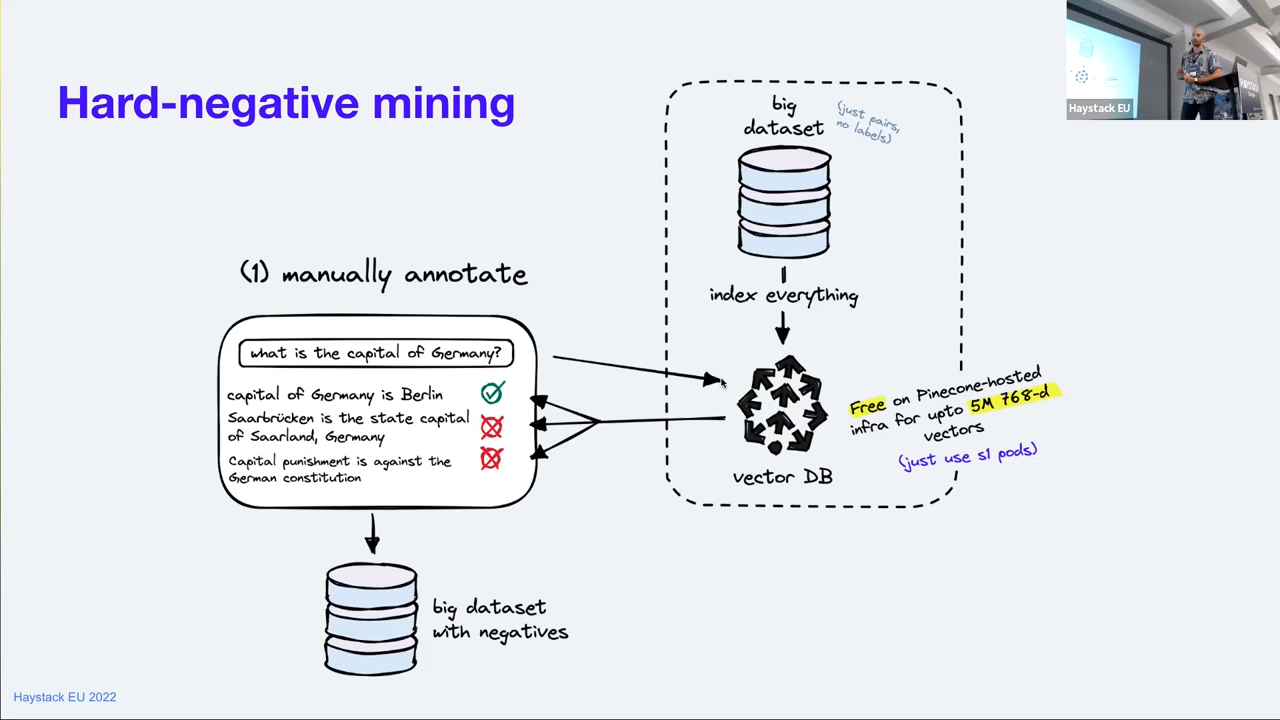 Hard-negative mining
Haystack EU
big
dataset
(just pairs,
no labels)
index everything
(1) manually annotate
what is the capital of Germany?
capital of Germany is Berlin
Saarbrücken is the state capital
of Saarland, Germany
Capital punishment is against the
German constitution
vector DB
Free on Pinecone-hosted
infra for upto 5M 768-d
vectors
(just use s1 pods)
big dataset
with negatives
Haystack EU 2022